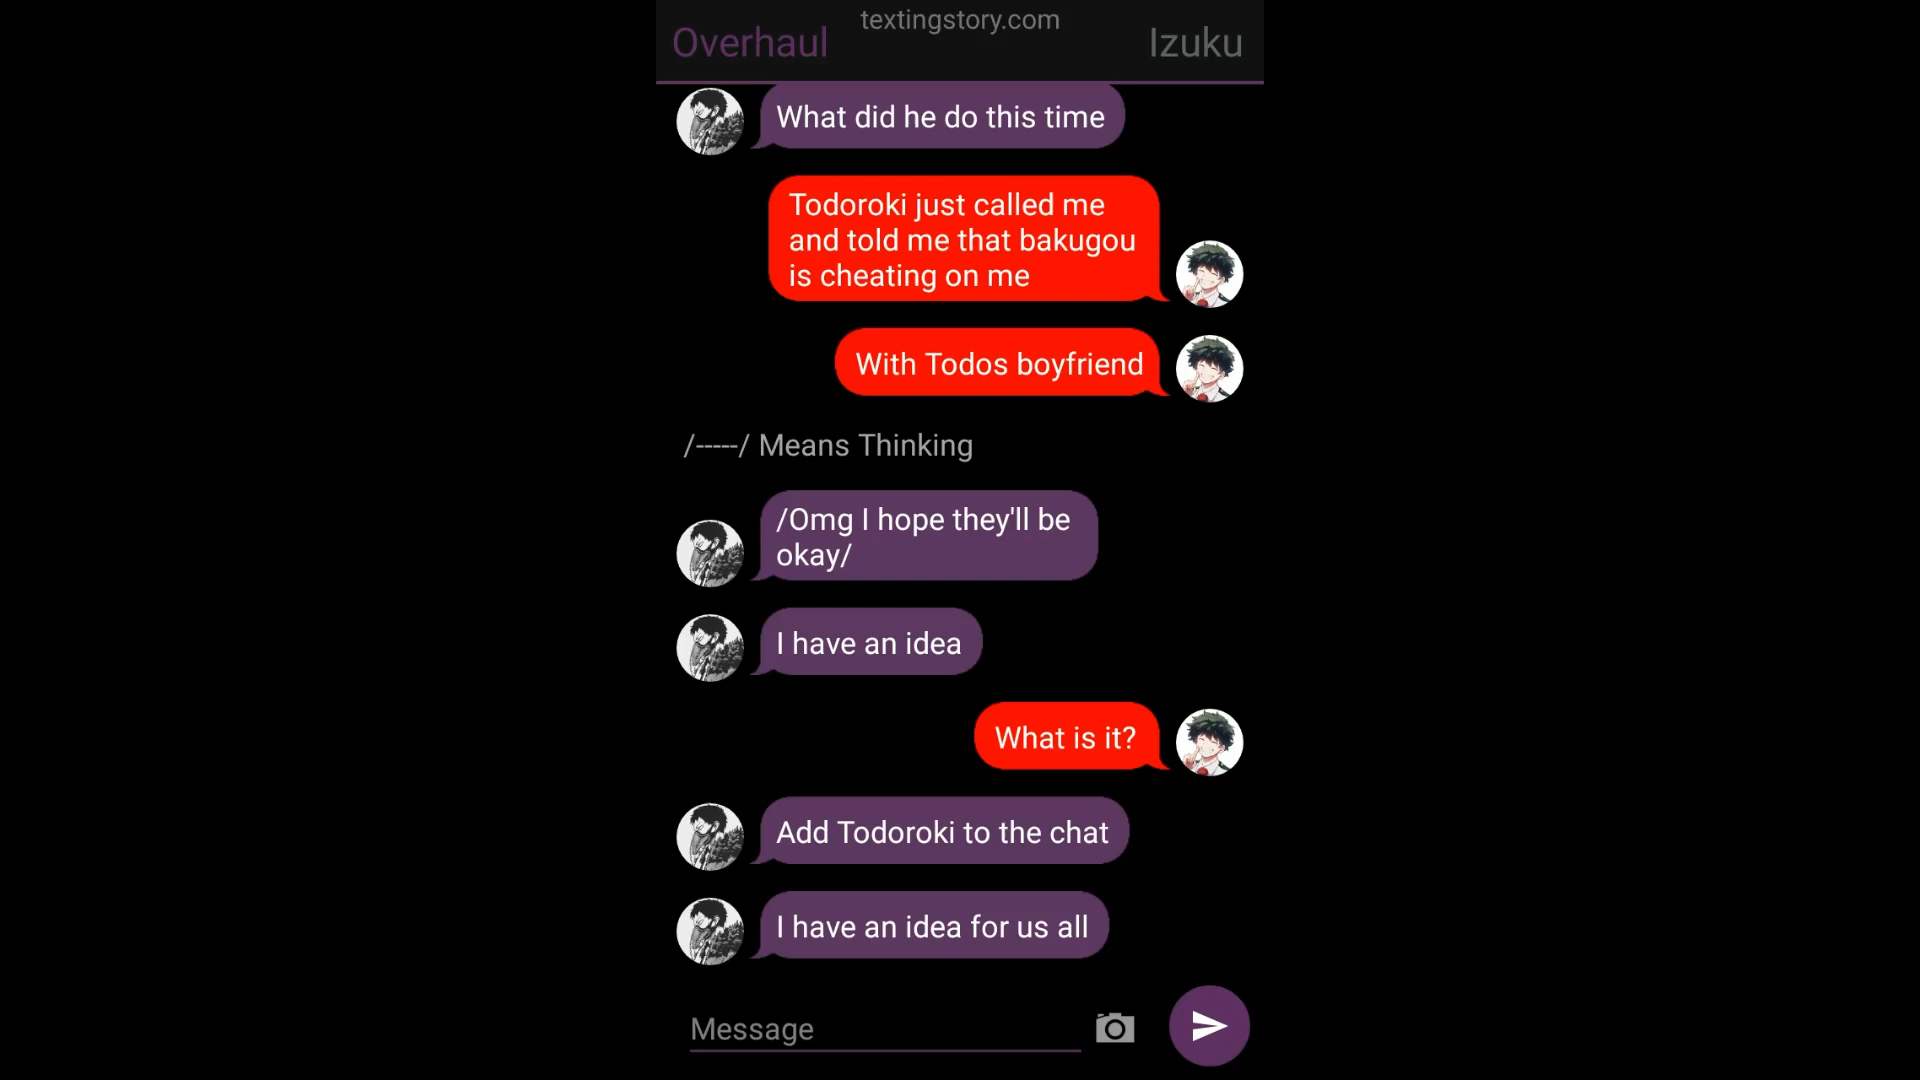 textingstory.com
Overhaul
Izuku
What did he do this time
Todoroki just called me
and told me that bakugou
is cheating on me
With Todos boyfriend
/-----/ Means Thinking
/Omg I hope they'll be
okay/
I have an idea
What is it?
Add Todoroki to the chat
I have an idea for us all
Message